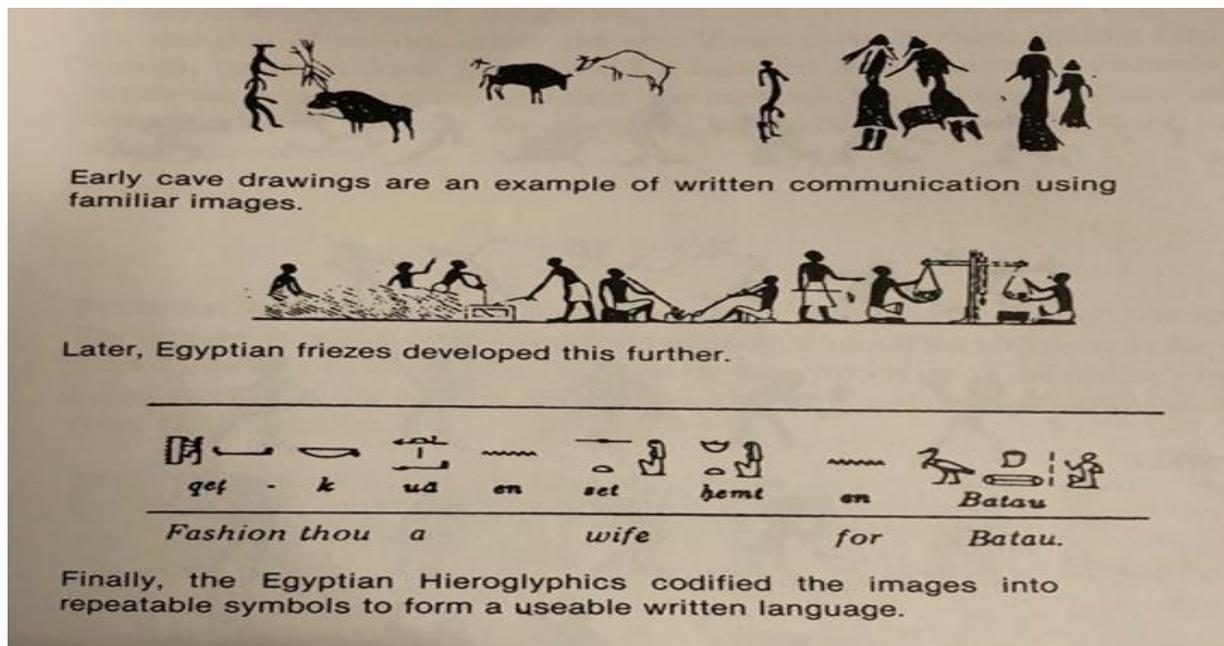 Early cave drawings are an example of written communication using
familiar images.
Later, Egyptian friezes developed this further.
qef - k ua en set hemt en Batau
Fashion thou a wife for Batau.
Finally, the Egyptian Hieroglyphics codified the images into
repeatable symbols to form a useable written language.